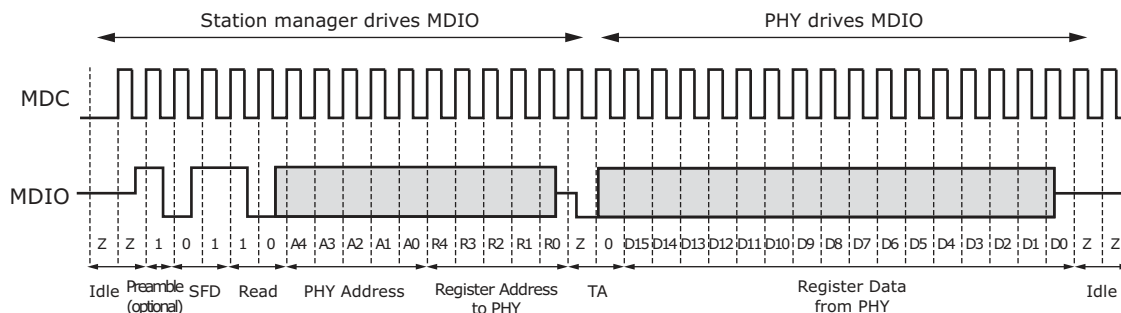 Station manager drives MDIO PHY drives MDIO
MDC
MDIO
Z Z 1 0 1 1 0 A4 A3 A2 A1 A0 R4 R3 R2 R1 R0 Z 0 D15 D14 D13 D12 D11 D10 D9 D8 D7 D6 D5 D4 D3 D2 D1 D0 Z Z
Idle Preamble (optional) SFD Read PHY Address Register Address to PHY TA Register Data from PHY Idle